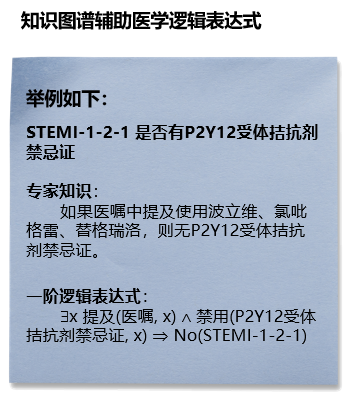 知识图谱辅助医学逻辑表达式
举例如下：
STEMI-1-2-1 是否有P2Y12受体拮抗剂
禁忌证
专家知识：
如果医嘱中提及使用波立维、氯吡
格雷、替格瑞洛，则无P2Y12受体拮抗
剂禁忌证。
一阶逻辑表达式：
∃x 提及(医嘱, x) ∧ 禁用(P2Y12受体
拮抗剂禁忌证, x) ⇒ No(STEMI-1-2-1)